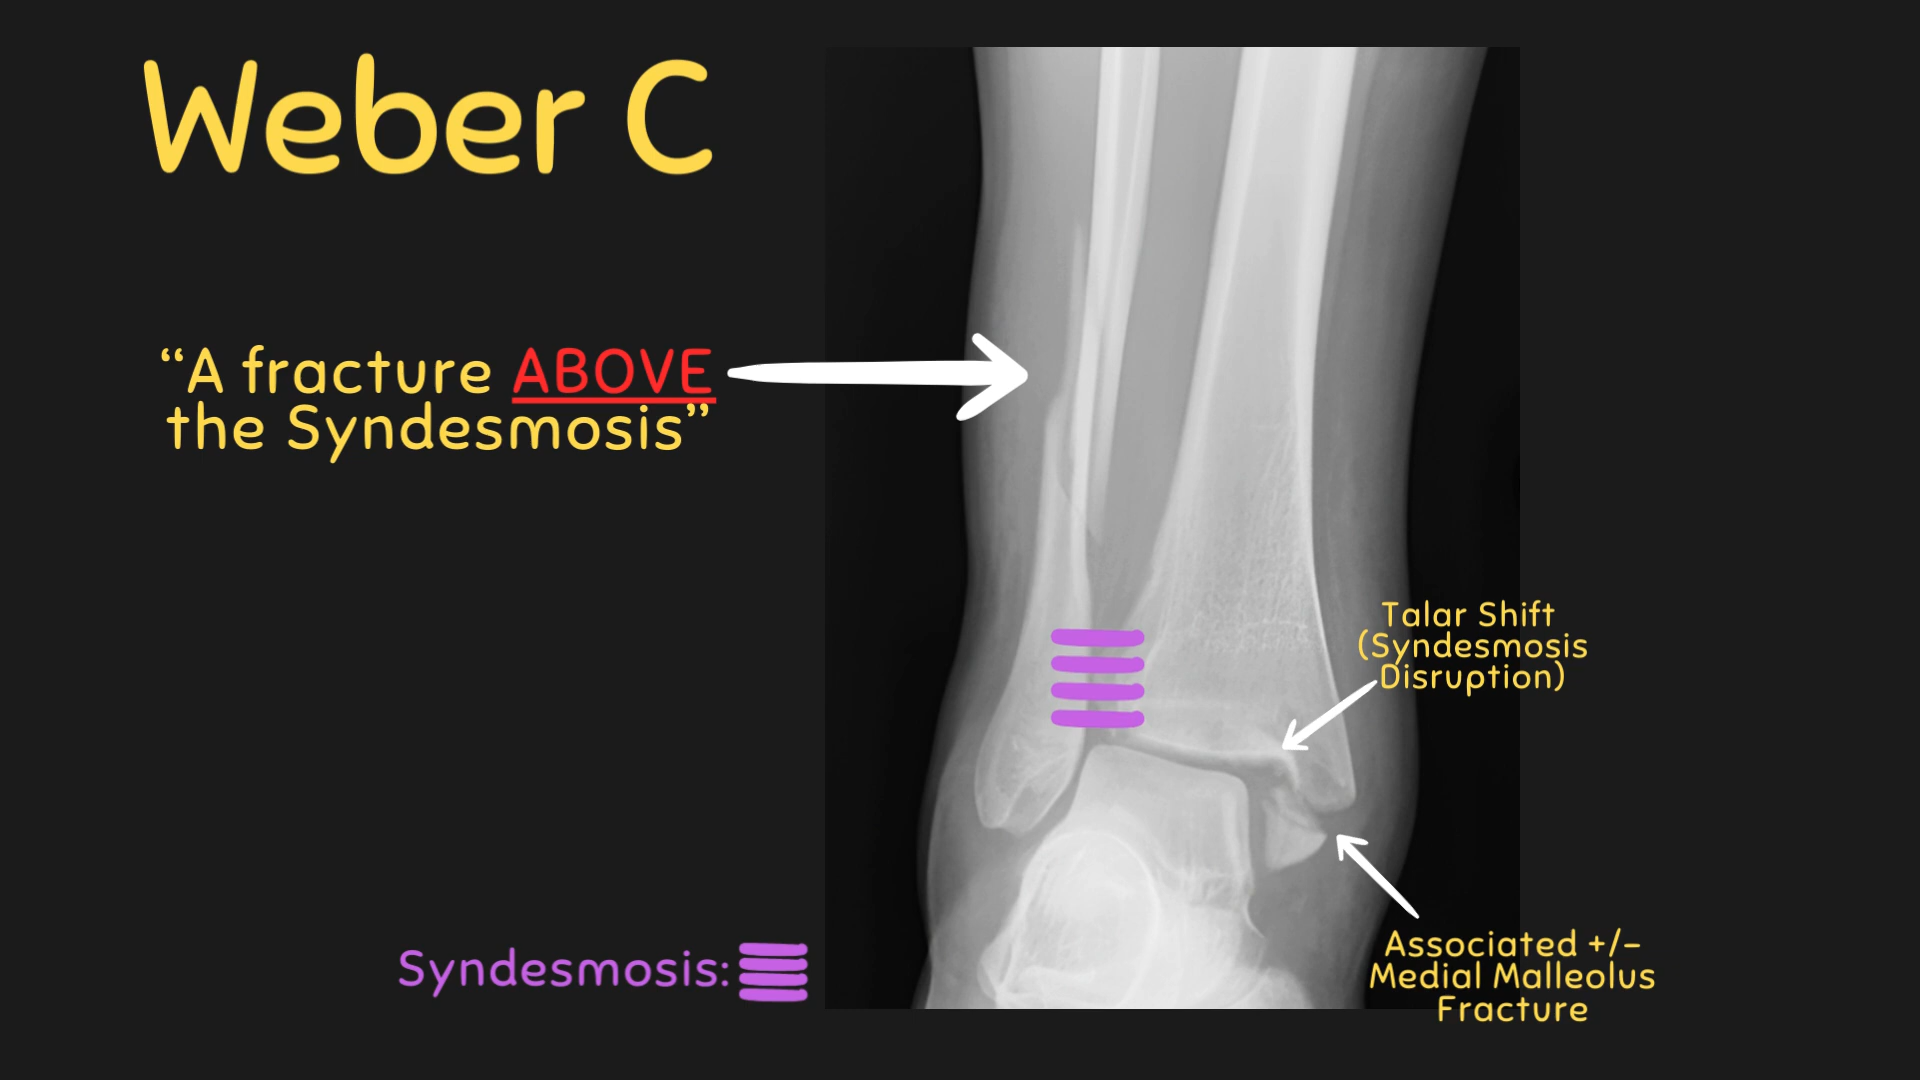 Weber C
“A fracture ABOVE
the Syndesmosis”
Talar Shift
(Syndesmosis
Disruption)
Associated +/-
Medial Malleolus
Fracture
Syndesmosis: